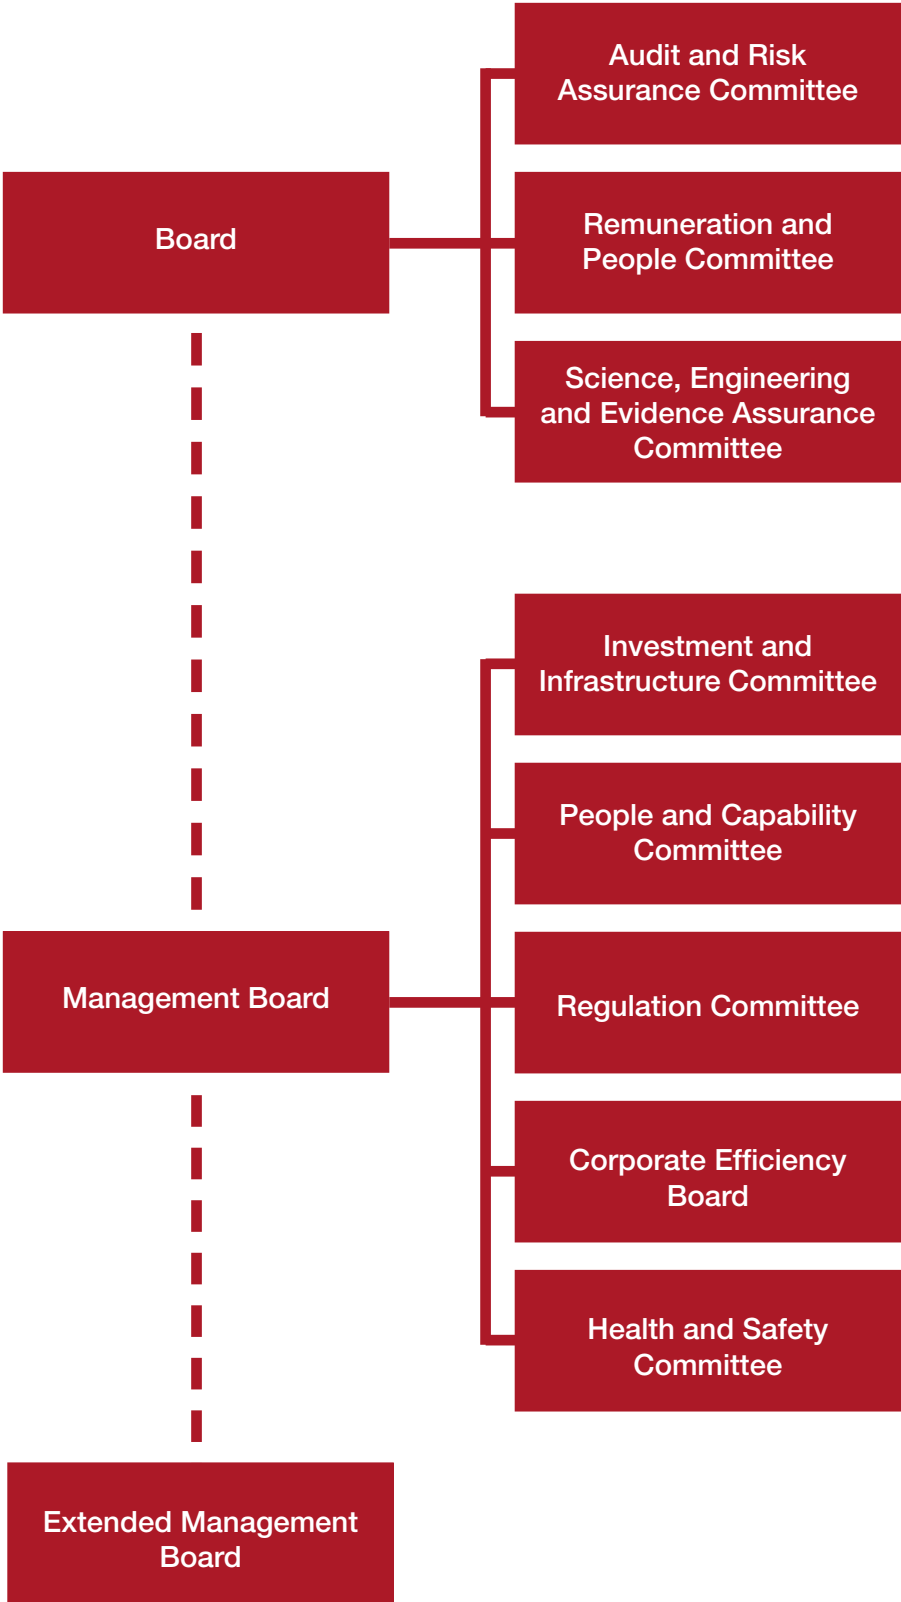 Audit and Risk
Assurance Committee
Board
Remuneration and
People Committee
Science, Engineering
and Evidence Assurance
Committee
Investment and
Infrastructure Committee
People and Capability
Committee
Management Board
Regulation Committee
Corporate Efficiency
Board
Health and Safety
Committee
Extended Management
Board